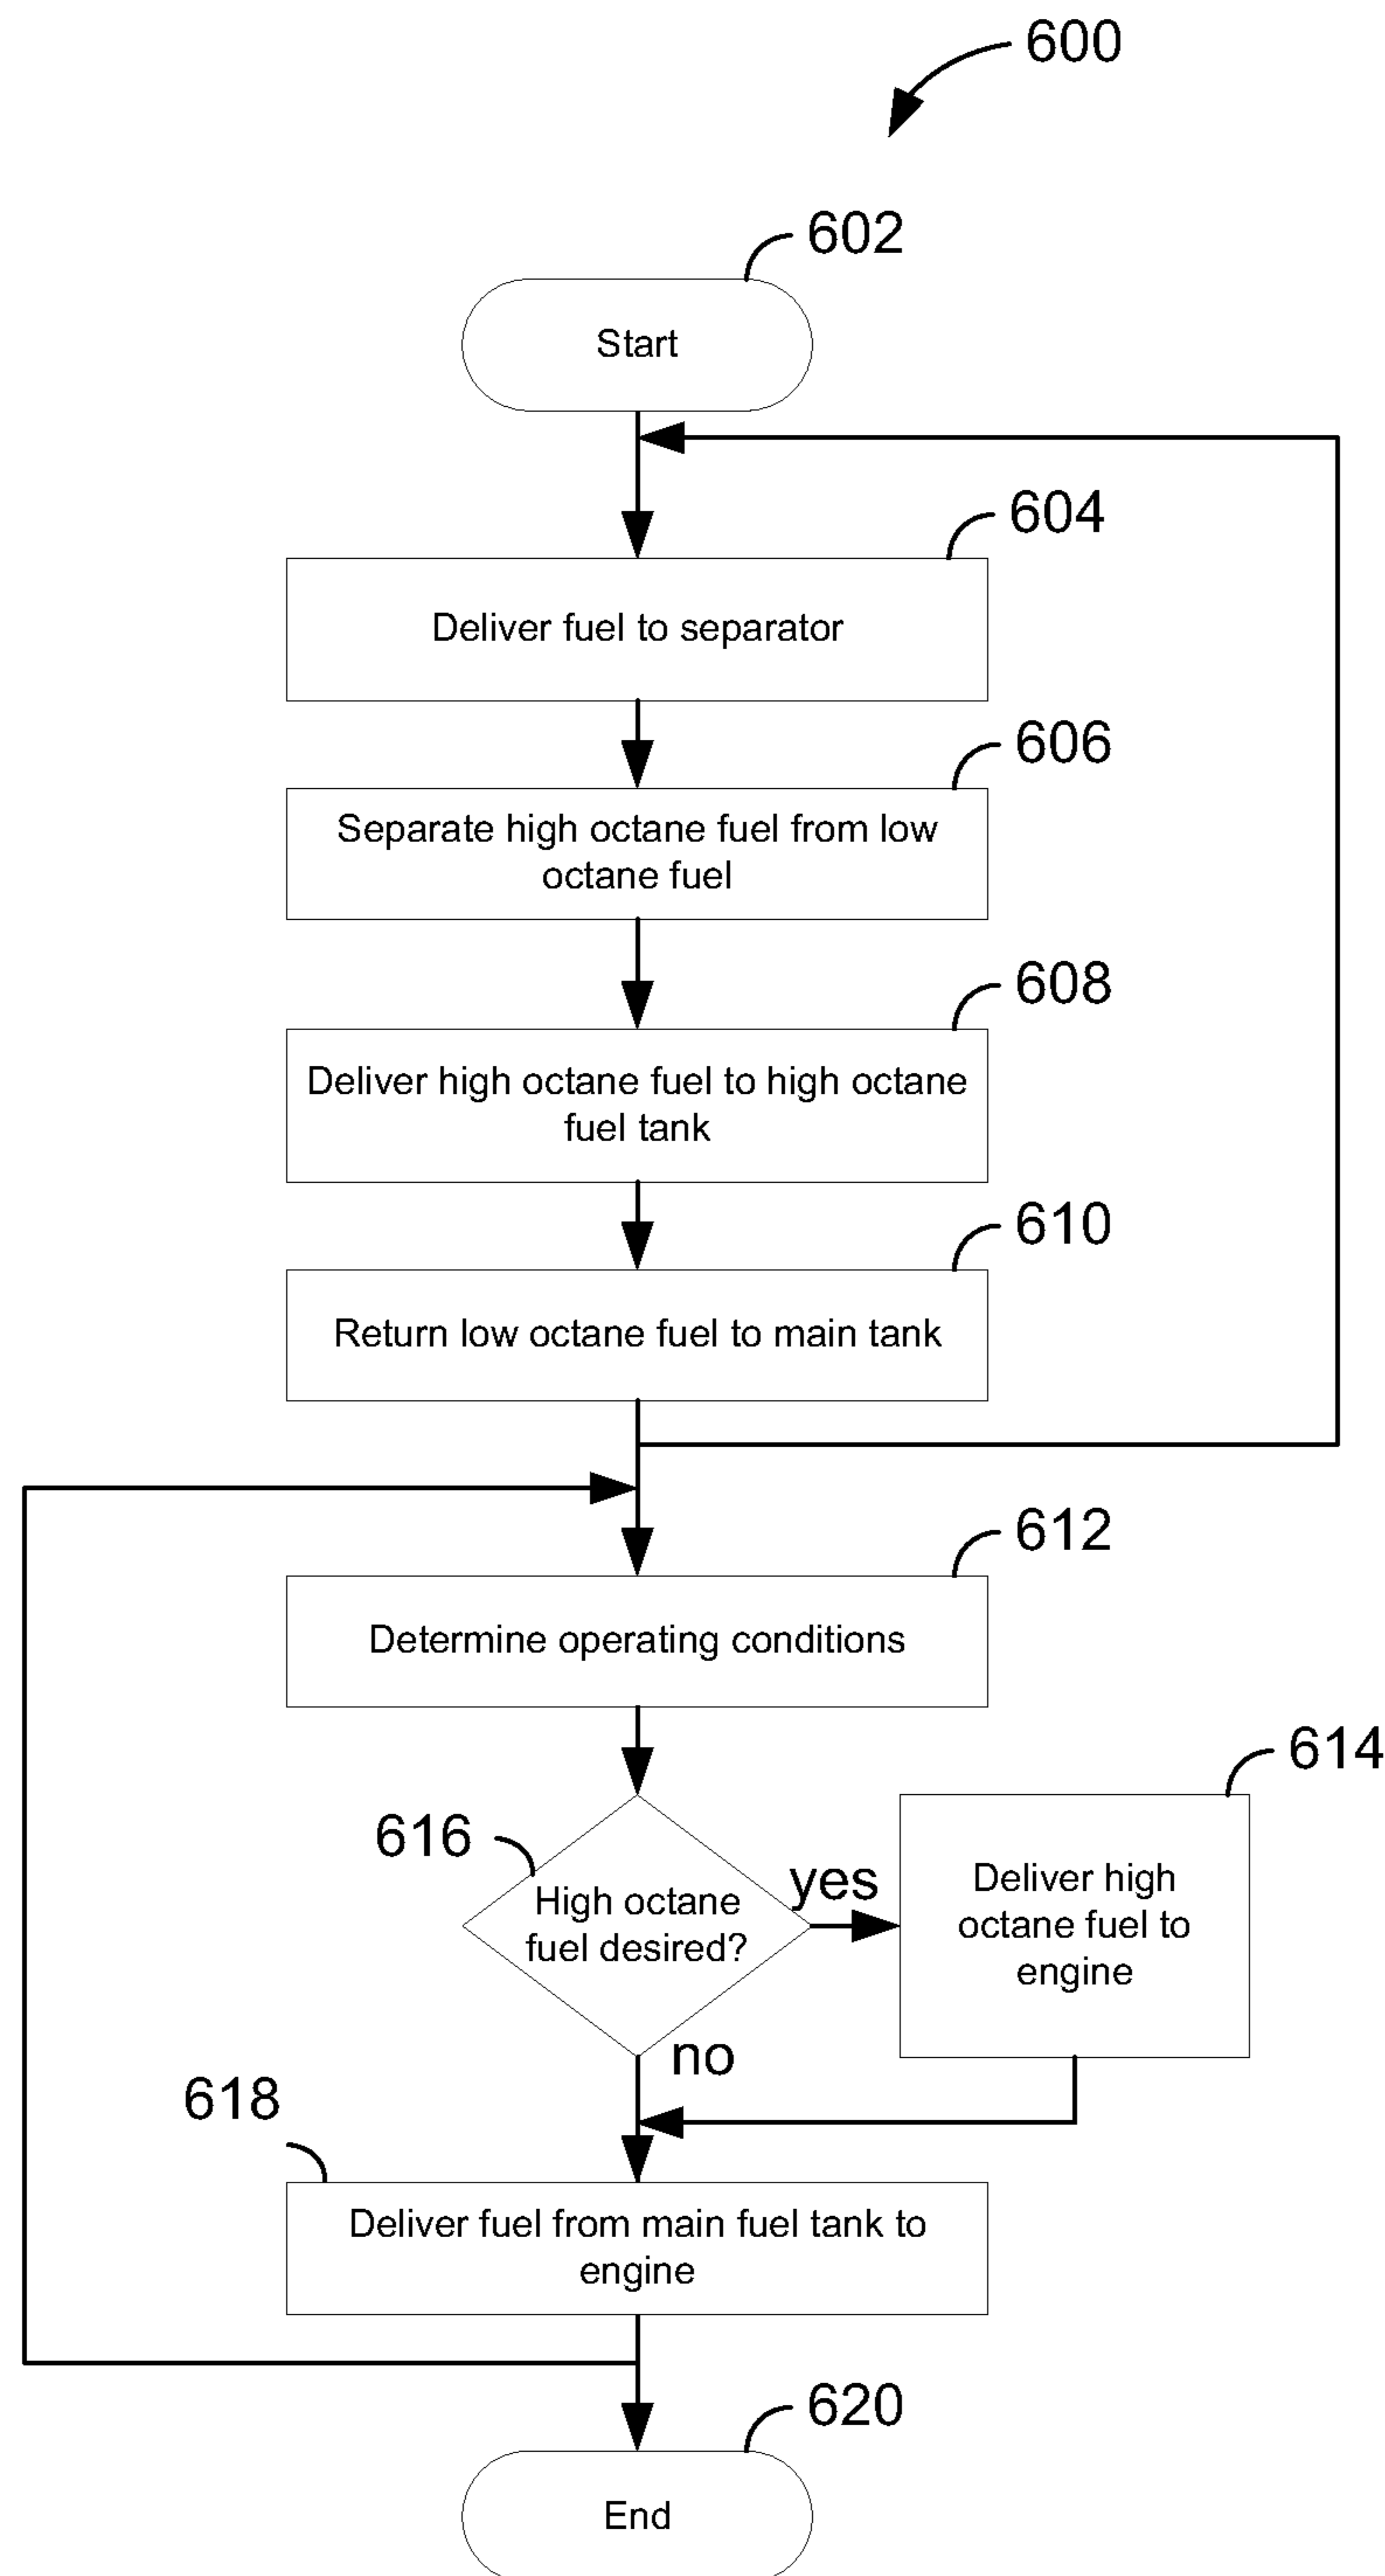 600
602
Start
604
Deliver fuel to separator
606
Separate high octane fuel from low
octane fuel
608
Deliver high octane fuel to high octane
fuel tank
610
Return low octane fuel to main tank
612
Determine operating conditions
614
616
High octane
fuel desired?
yes
Deliver high
octane fuel to
engine
no
618
Deliver fuel from main fuel tank to
engine
620
End